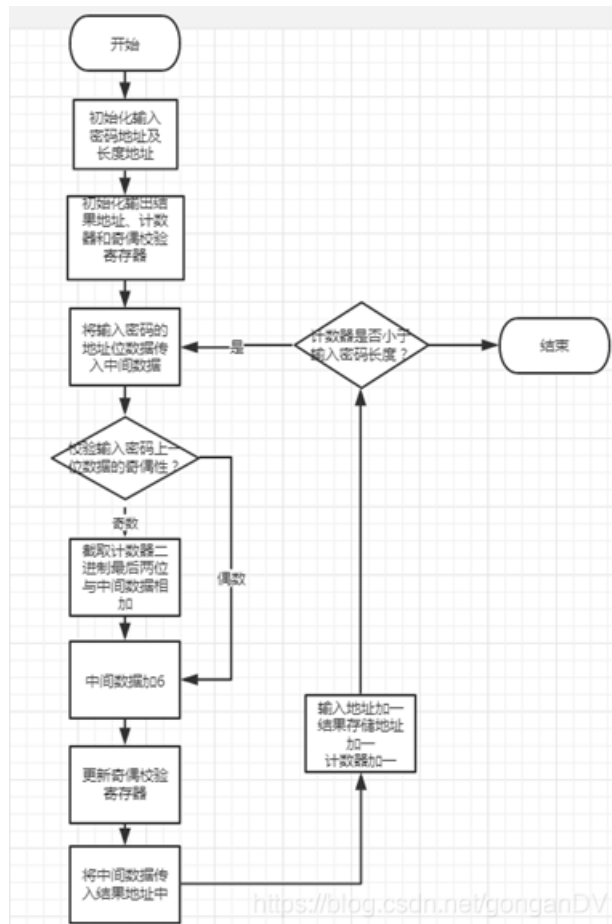 开始
初始化输入
密码地址及
长度地址
初始化输出结
果地址、计数
器和奇偶校验
寄存器
将输入密码的
地址位数据传
入中间数据
是
计数器是否小于
输入密码长度?
结束
校验输入密码上一
位数据的奇偶性?
奇数
偶数
截取计数器二
进制最后两位
与中间数据相
加
中间数据加6
更新奇偶校验
寄存器
将中间数据传
入结果地址中
输入地址加一
结果存储地址
加一
计数器加一
https://blog.csdn.net/gonganDV